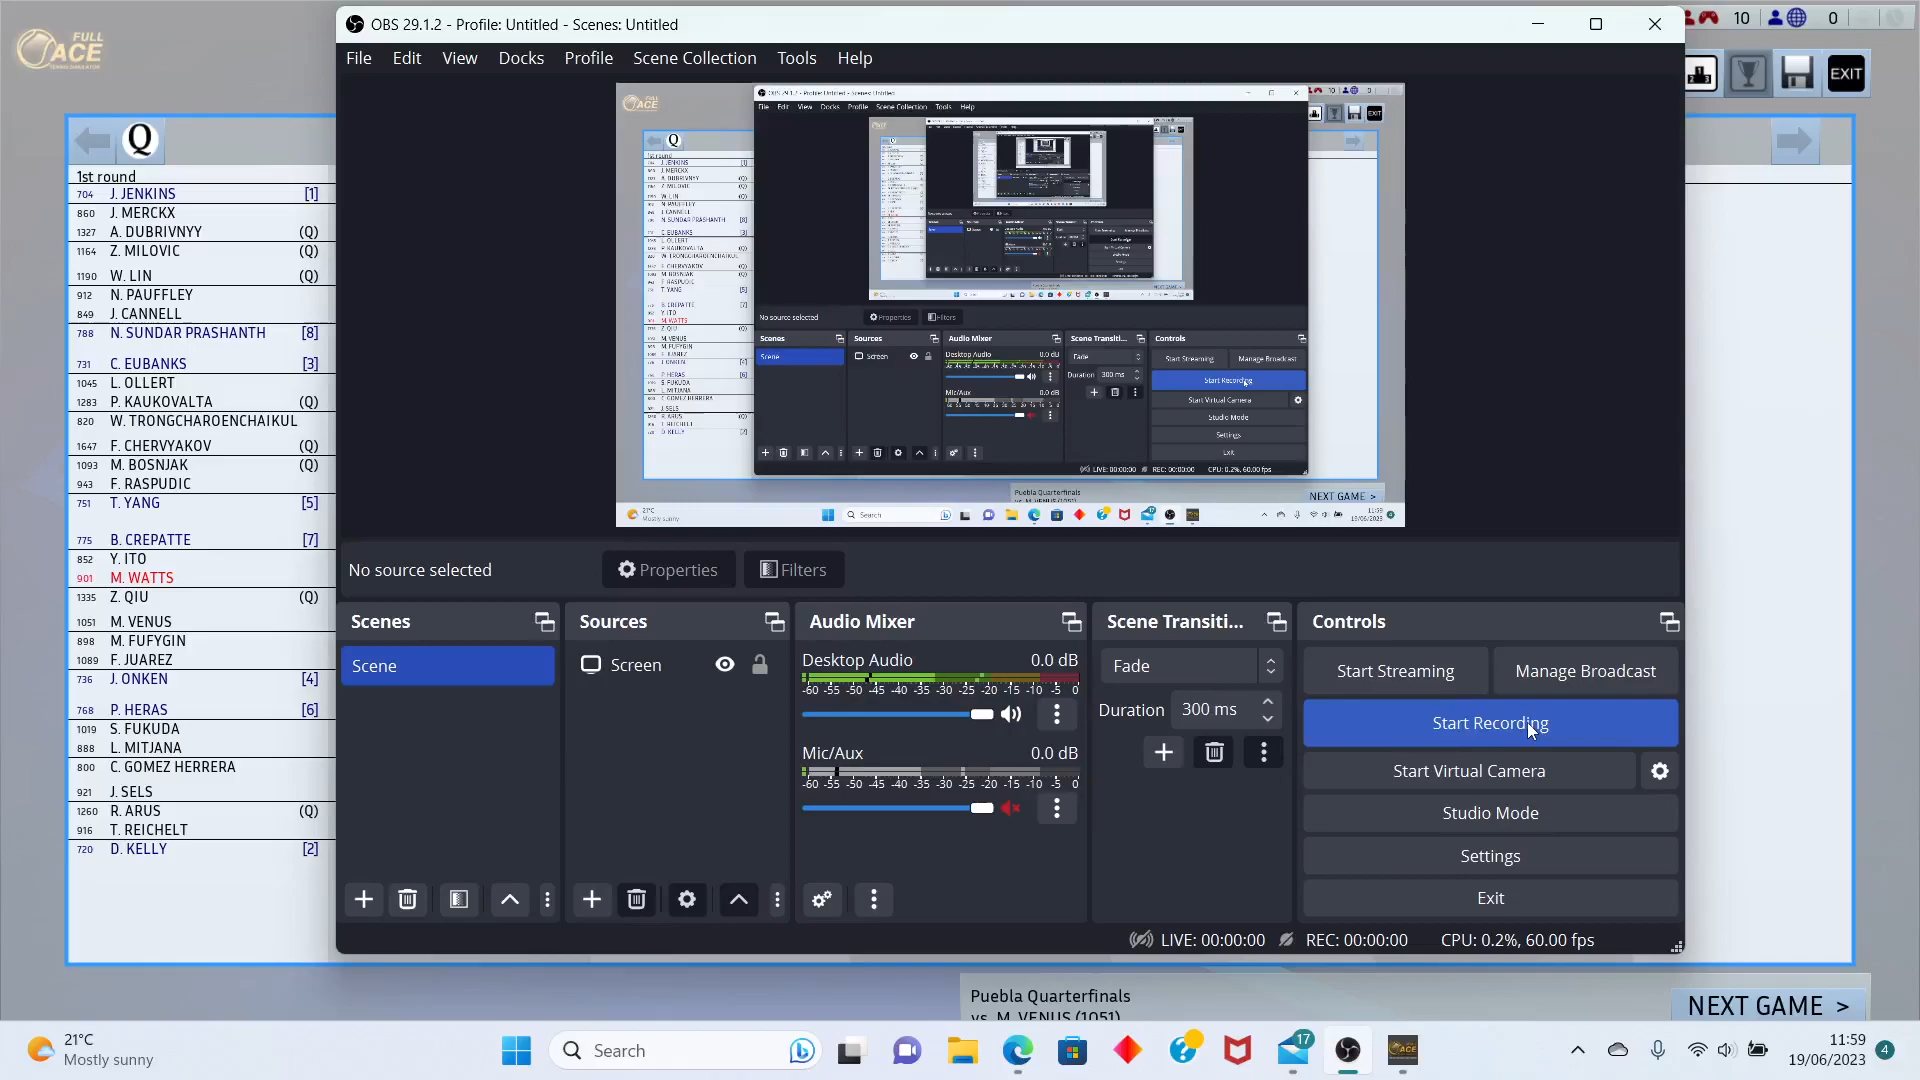 OBS 29.1.2 - Profile: Untitled - Scenes: Untitled
File Edit View Docks Profile Scene Collection Tools Help
FULL
ACE
TENNIS SIMULATOR
10 0
EXIT
Q
1st round
704 J. JENKINS [1]
860 J. MERCKX
1327 A. DUBRIVNYY (Q)
1164 Z. MILOVIC (Q)
1190 W. LIN (Q)
912 N. PAUFFLEY
849 J. CANNELL
788 N. SUNDAR PRASHANTH [8]
731 C. EUBANKS [3]
1045 L. OLLERT
1283 P. KAUKOVALTA (Q)
820 W. TRONGCHAROENCHAIKUL
1647 F. CHERVYAKOV (Q)
1093 M. BOSNJAK (Q)
943 F. RASPUDIC
751 T. YANG [5]
775 B. CREPATTE [7]
852 Y. ITO
901 M. WATTS
1335 Z. QIU (Q)
1051 M. VENUS
898 M. FUFYGIN
1089 F. JUAREZ
736 J. ONKEN [4]
768 P. HERAS [6]
1019 S. FUKUDA
888 L. MITJANA
800 C. GOMEZ HERRERA
921 J. SELS
1260 R. ARUS (Q)
916 T. REICHELT
720 D. KELLY [2]
No source selected Properties Filters
Scenes
Scene
Sources
Screen
Audio Mixer
Desktop Audio 0.0 dB
-60 -55 -50 -45 -40 -35 -30 -25 -20 -15 -10 -5 0
Mic/Aux 0.0 dB
-60 -55 -50 -45 -40 -35 -30 -25 -20 -15 -10 -5 0
Scene Transiti...
Fade
Duration 300 ms
Controls
Start Streaming Manage Broadcast
Start Recording
Start Virtual Camera
Studio Mode
Settings
Exit
LIVE: 00:00:00 REC: 00:00:00 CPU: 0.2%, 60.00 fps
Puebla Quarterfinals
vs. M. VENUS (1051)
NEXT GAME >
21°C
Mostly sunny
Search
17
11:59
19/06/2023
4